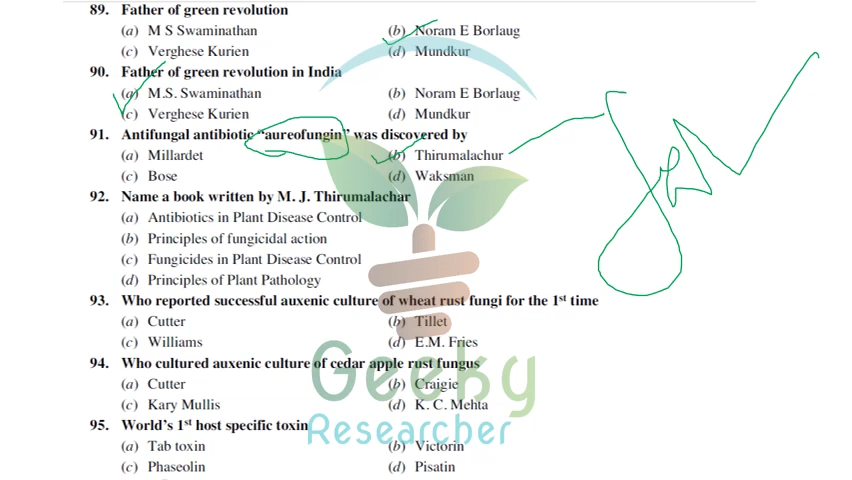 89. Father of green revolution
(a) M S Swaminathan (b) Noram E Borlaug
(c) Verghese Kurien (d) Mundkur
90. Father of green revolution in India
(a) M.S. Swaminathan (b) Noram E Borlaug
(c) Verghese Kurien (d) Mundkur
91. Antifungal antibiotic “aureofungin” was discovered by
(a) Millardet (b) Thirumalachur
(c) Bose (d) Waksman
92. Name a book written by M. J. Thirumalachar
(a) Antibiotics in Plant Disease Control
(b) Principles of fungicidal action
(c) Fungicides in Plant Disease Control
(d) Principles of Plant Pathology
93. Who reported successful auxenic culture of wheat rust fungi for the 1st time
(a) Cutter (b) Tillet
(c) Williams (d) E.M. Fries
94. Who cultured auxenic culture of cedar apple rust fungus
(a) Cutter (b) Craigie
(c) Kary Mullis (d) K. C. Mehta
95. World’s 1st host specific toxin
(a) Tab toxin (b) Victorin
(c) Phaseolin (d) Pisatin
Geeky
Researcher